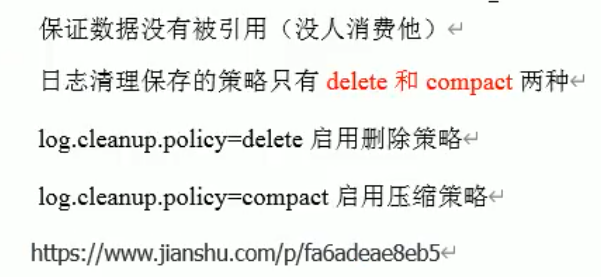 保证数据没有被引用（没人消费他）
日志清理保存的策略只有 delete 和 compact 两种
log.cleanup.policy=delete 启用删除策略
log.cleanup.policy=compact 启用压缩策略
https://www.jianshu.com/p/fa6adeae8eb5